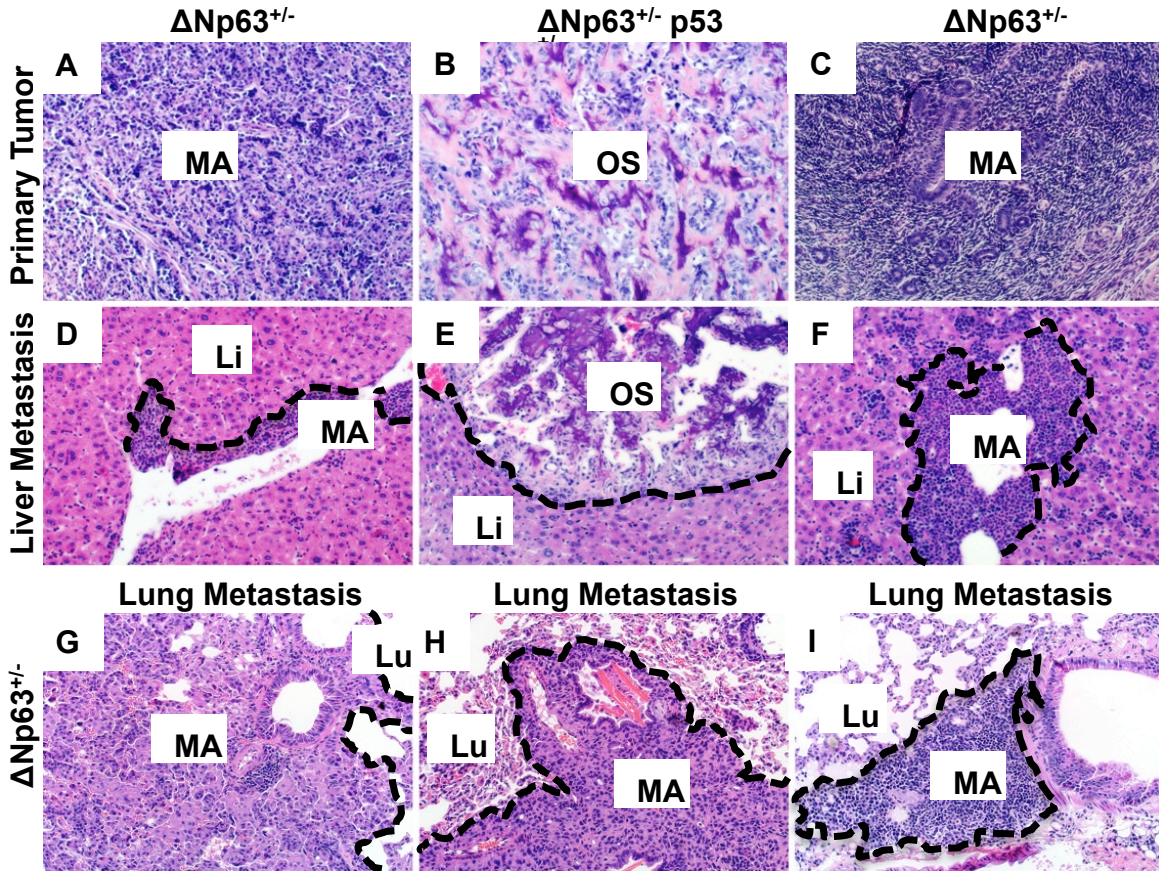 ΔNp63+/-
ΔNp63+/- p53
+/-
ΔNp63+/-
Primary Tumor
A
MA
B
OS
C
MA
Liver Metastasis
D
Li
MA
E
OS
Li
F
MA
Li
Lung Metastasis
Lung Metastasis
Lung Metastasis
ΔNp63+/-
G
Lu
MA
H
Lu
MA
I
Lu
MA